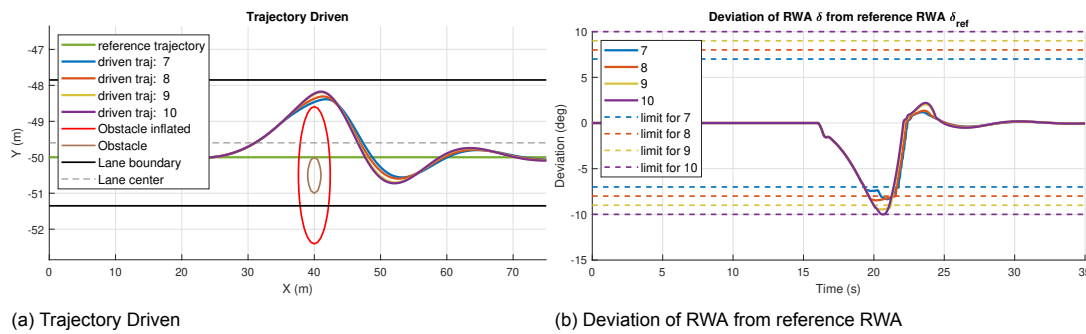 Trajectory Driven
Y (m)
-47
-48
-49
-50
-51
-52
reference trajectory
driven traj: 7
driven traj: 8
driven traj: 9
driven traj: 10
Obstacle inflated
Obstacle
Lane boundary
Lane center
0 10 20 30 40 50 60 70
X (m)
(a) Trajectory Driven
Deviation of RWA δ from reference RWA δref
Deviation (deg)
10
5
0
-5
-10
-15
7
8
9
10
limit for 7
limit for 8
limit for 9
limit for 10
0 5 10 15 20 25 30 35
Time (s)
(b) Deviation of RWA from reference RWA